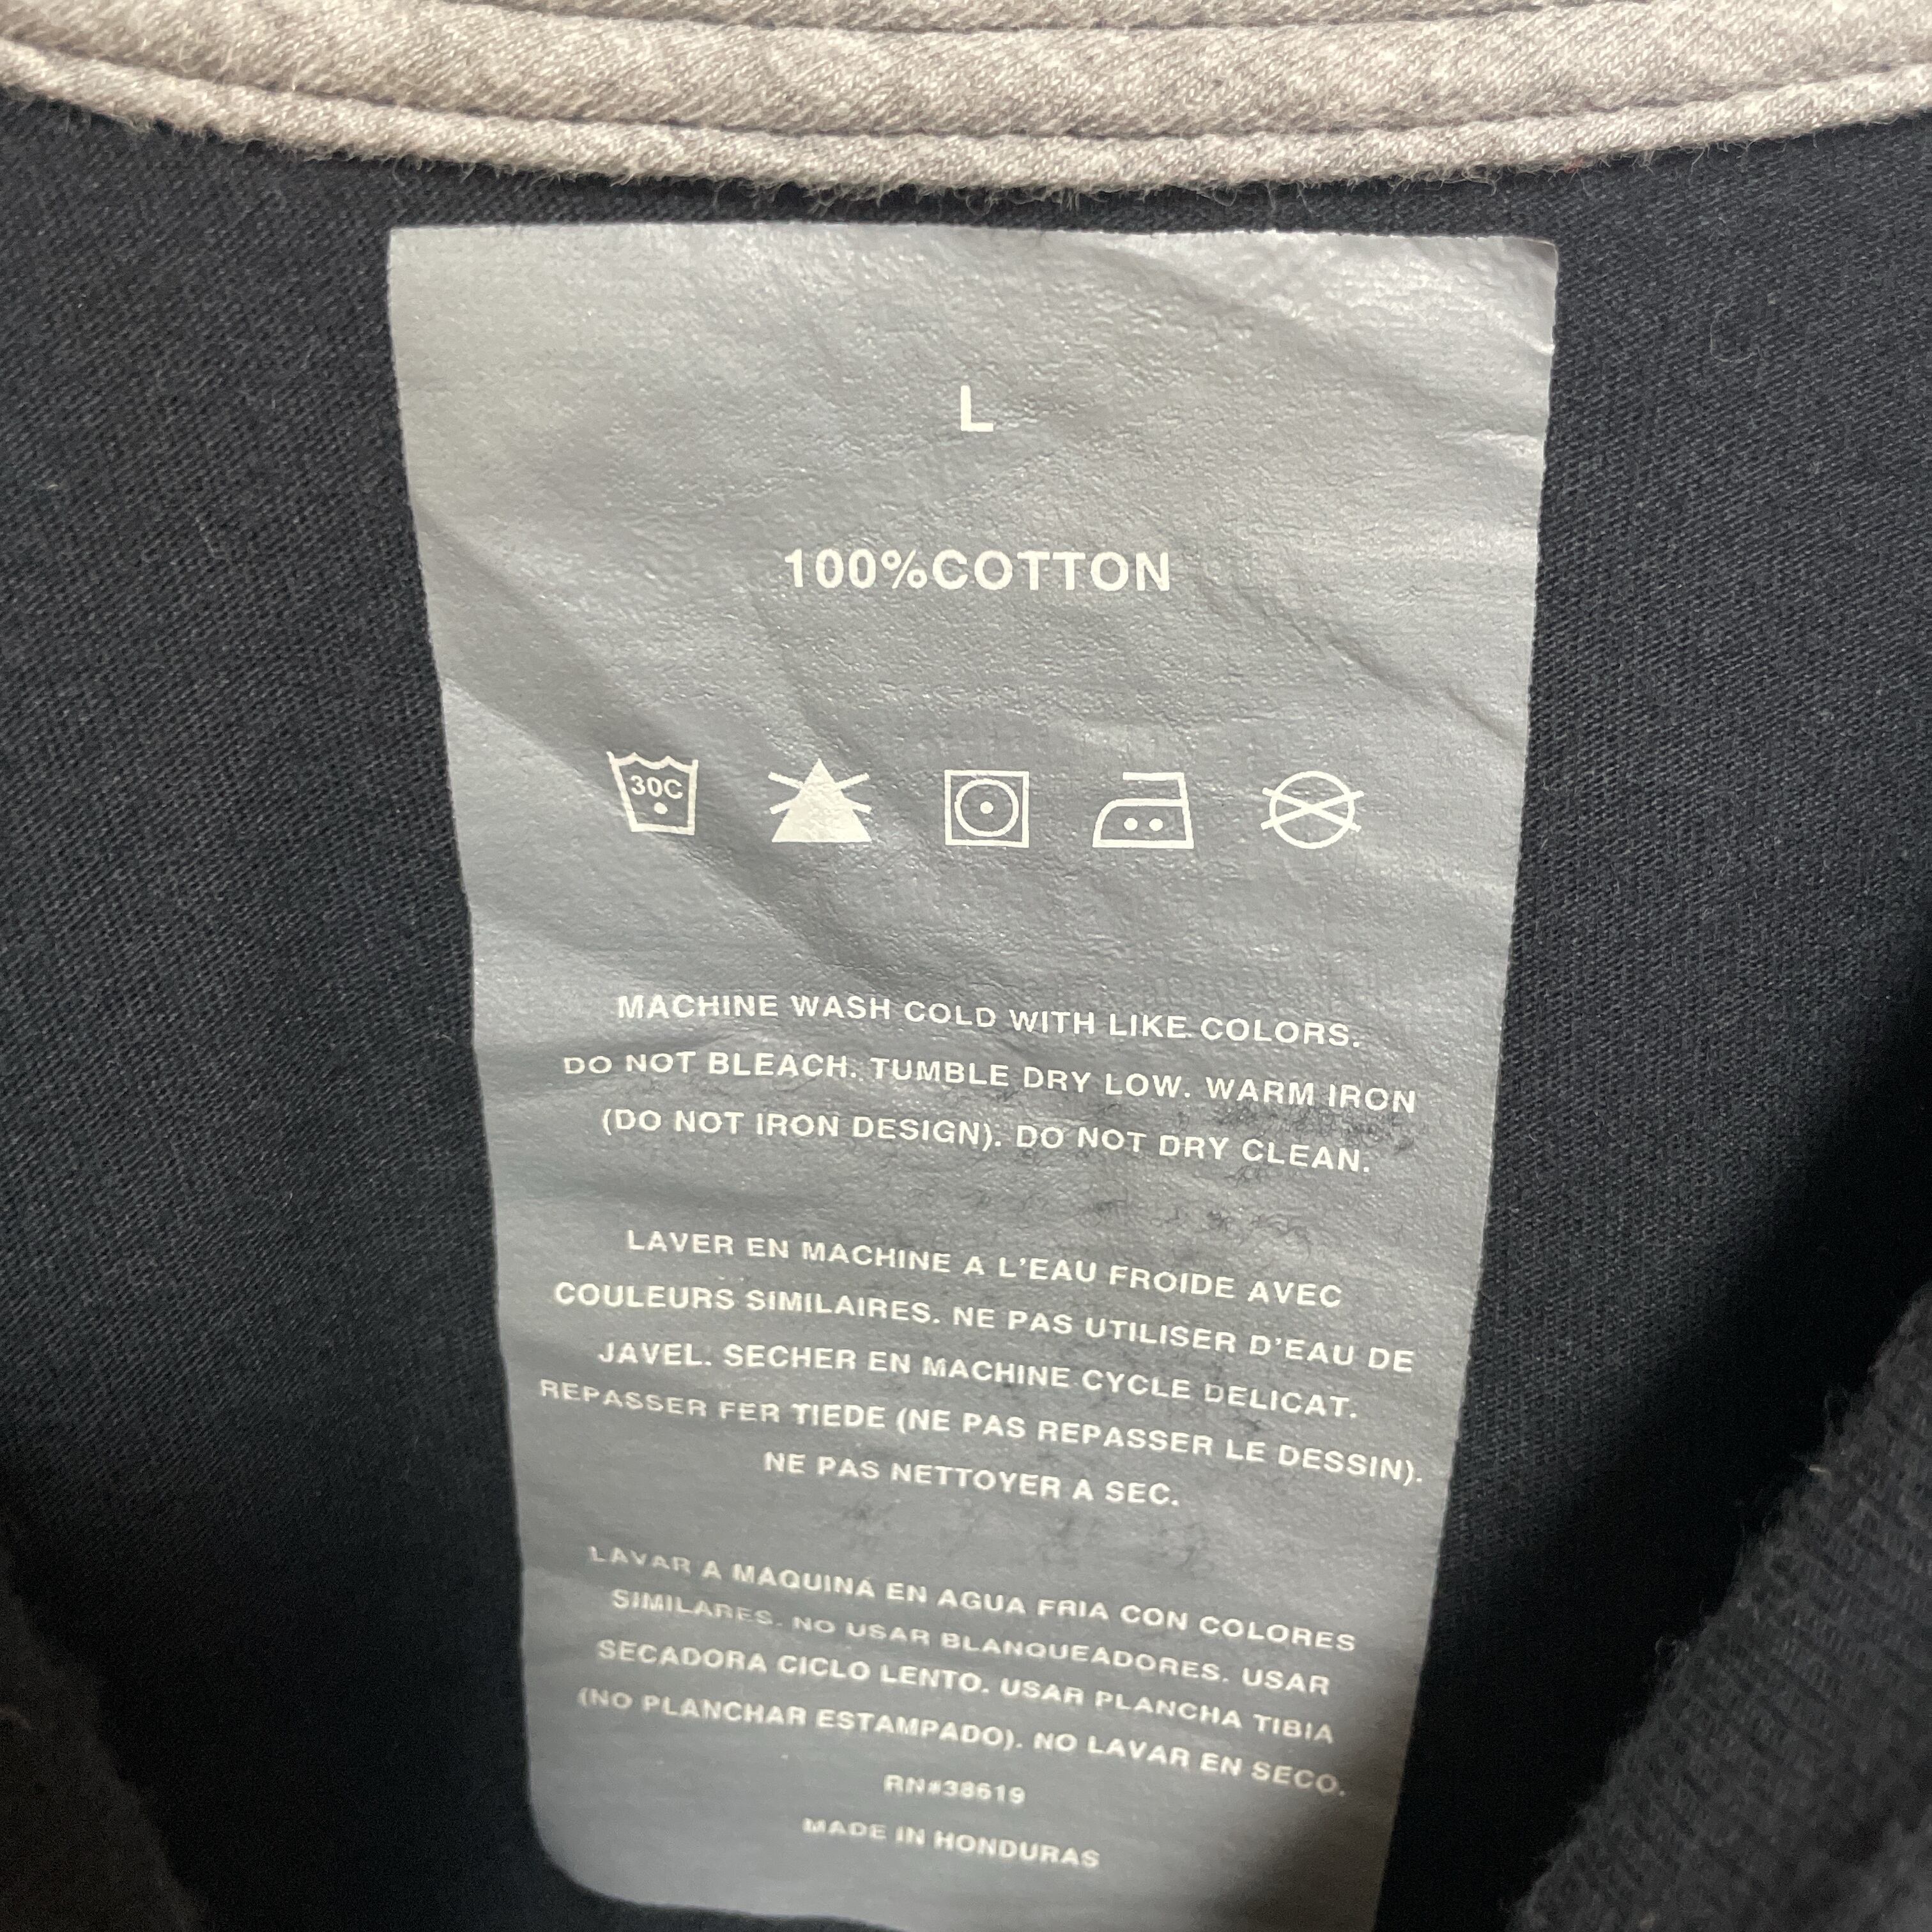 L
100%COTTON
30C
MACHINE WASH COLD WITH LIKE COLORS.
DO NOT BLEACH. TUMBLE DRY LOW. WARM IRON
(DO NOT IRON DESIGN). DO NOT DRY CLEAN.
LAVER EN MACHINE A L'EAU FROIDE AVEC
COULEURS SIMILAIRES. NE PAS UTILISER D'EAU DE
JAVEL. SECHER EN MACHINE CYCLE DELICAT.
REPASSER FER TIEDE (NE PAS REPASSER LE DESSIN).
NE PAS NETTOYER A SEC.
LAVAR A MAQUINA EN AGUA FRIA CON COLORES
SIMILARES. NO USAR BLANQUEADORES. USAR
SECADORA CICLO LENTO. USAR PLANCHA TIBIA
(NO PLANCHAR ESTAMPADO). NO LAVAR EN SECO.
RN#38619
MADE IN HONDURAS